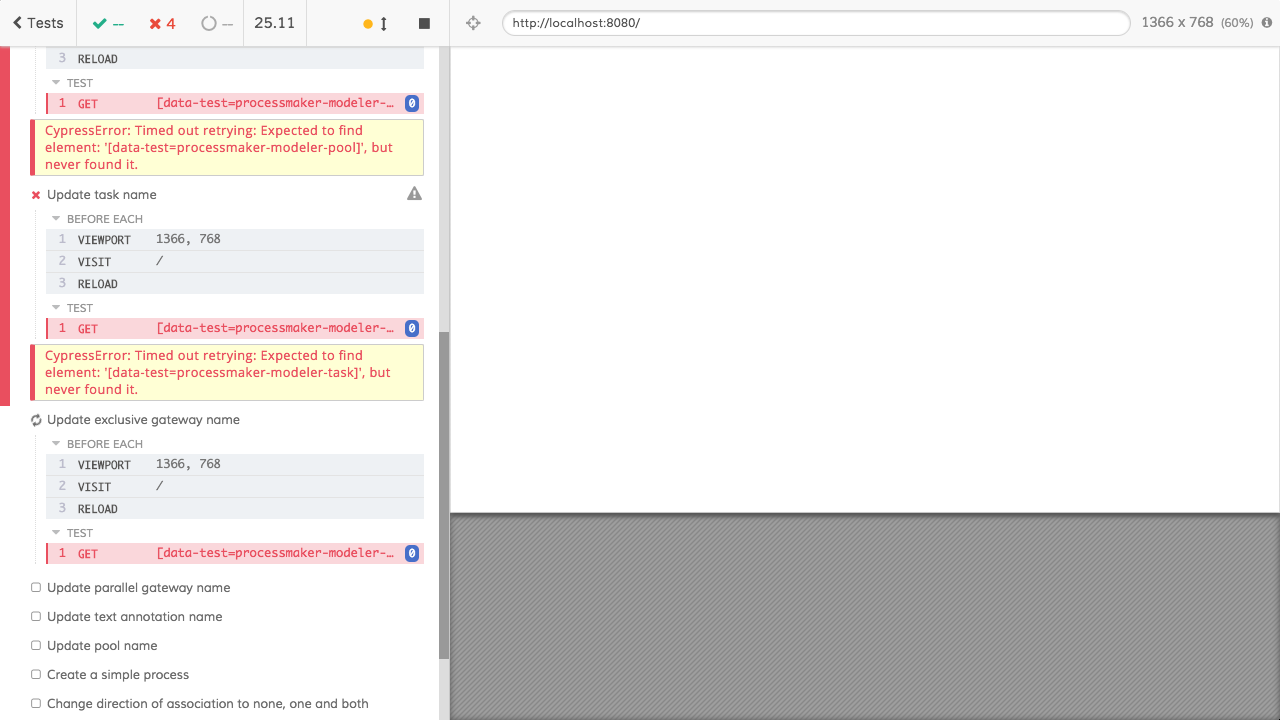 Tests -- 4 -- 25.11 http://localhost:8080/ 1366 x 768 (60%)
3 RELOAD
TEST
1 GET [data-test=processmaker-modeler-… 0
CypressError: Timed out retrying: Expected to find
element: '[data-test=processmaker-modeler-pool]', but
never found it.
Update task name
BEFORE EACH
1 VIEWPORT 1366, 768
2 VISIT /
3 RELOAD
TEST
1 GET [data-test=processmaker-modeler-… 0
CypressError: Timed out retrying: Expected to find
element: '[data-test=processmaker-modeler-task]', but
never found it.
Update exclusive gateway name
BEFORE EACH
1 VIEWPORT 1366, 768
2 VISIT /
3 RELOAD
TEST
1 GET [data-test=processmaker-modeler-… 0
Update parallel gateway name
Update text annotation name
Update pool name
Create a simple process
Change direction of association to none, one and both